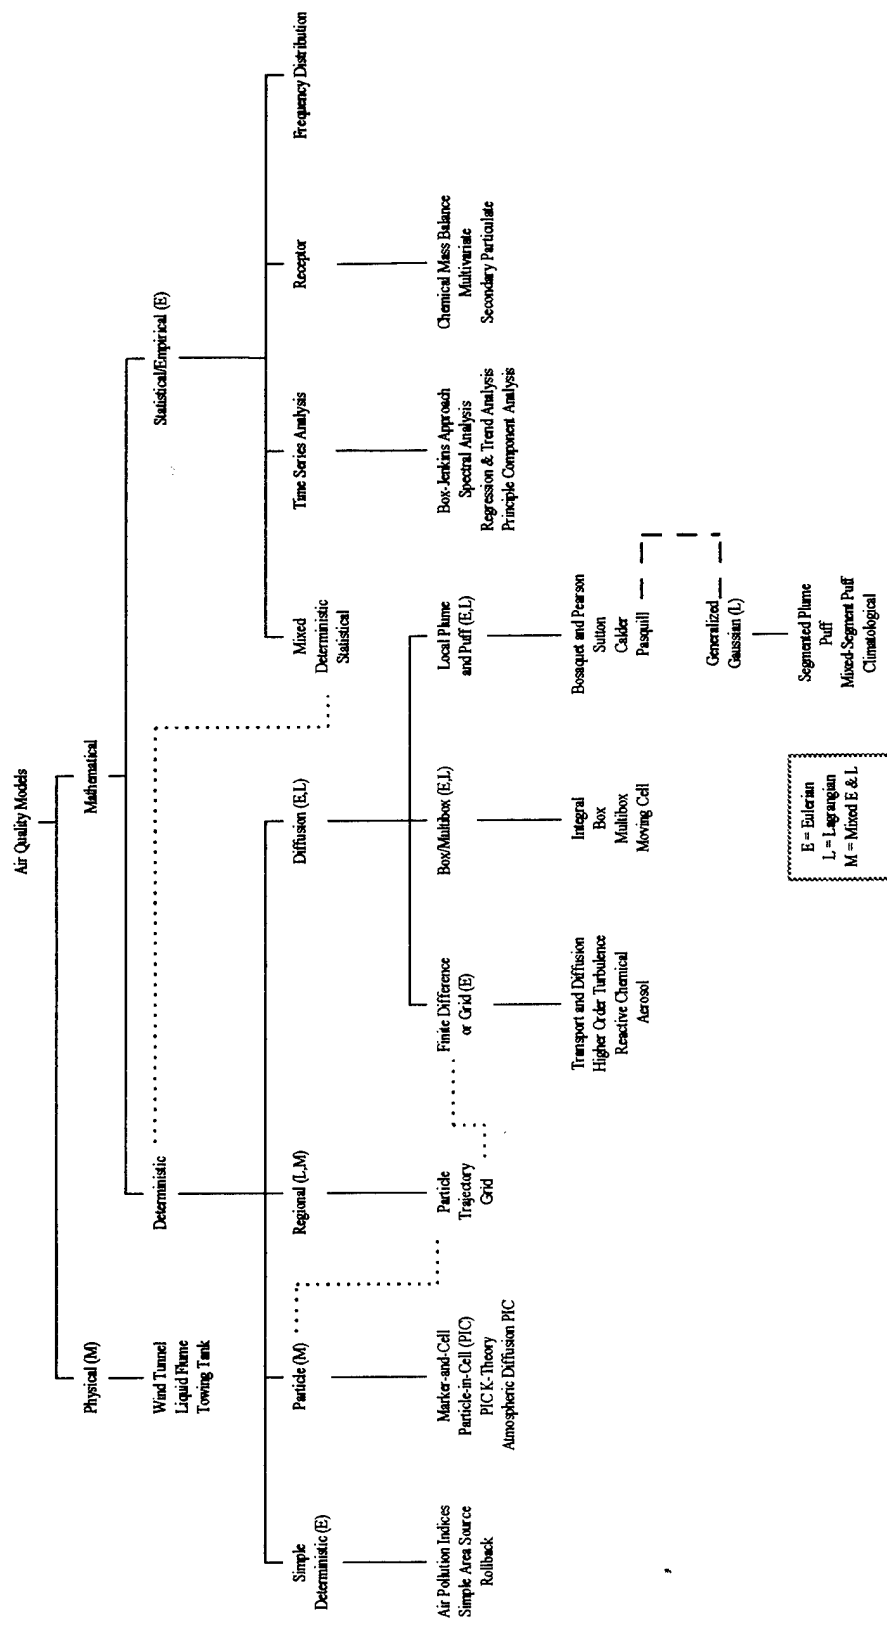 Air Quality Models
Physical (M)
Mathematical
Wind Tunnel
Liquid Flume
Towing Tank
Deterministic
Statistical/Empirical (E)
Simple
Deterministic (E)
Particle (M)
Regional (L,M)
Diffusion (E,L)
Mixed
Deterministic
Statistical
Time Series Analysis
Receptor
Frequency Distribution
Air Pollution Indices
Simple Area Source
Rollback
Marker-and-Cell
Particle-in-Cell (PIC)
PIC K-Theory
Atmospheric Diffusion PIC
Particle
Trajectory
Grid
Finite Difference
or Grid (E)
Box/Multibox (E,L)
Local Plume
and Puff (E,L)
Box-Jenkins Approach
Spectral Analysis
Regression & Trend Analysis
Principle Component Analysis
Chemical Mass Balance
Multivariate
Secondary Particulate
Transport and Diffusion
Higher Order Turbulence
Reactive Chemical
Aerosol
Integral
Box
Multibox
Moving Cell
Bosaquet and Pearson
Sutton
Calder
Pasquill
Generalized
Gaussian (L)
Segmented Plume
Puff
Mixed-Segment Puff
Climatological
E = Eulerian
L = Lagrangian
M = Mixed E & L